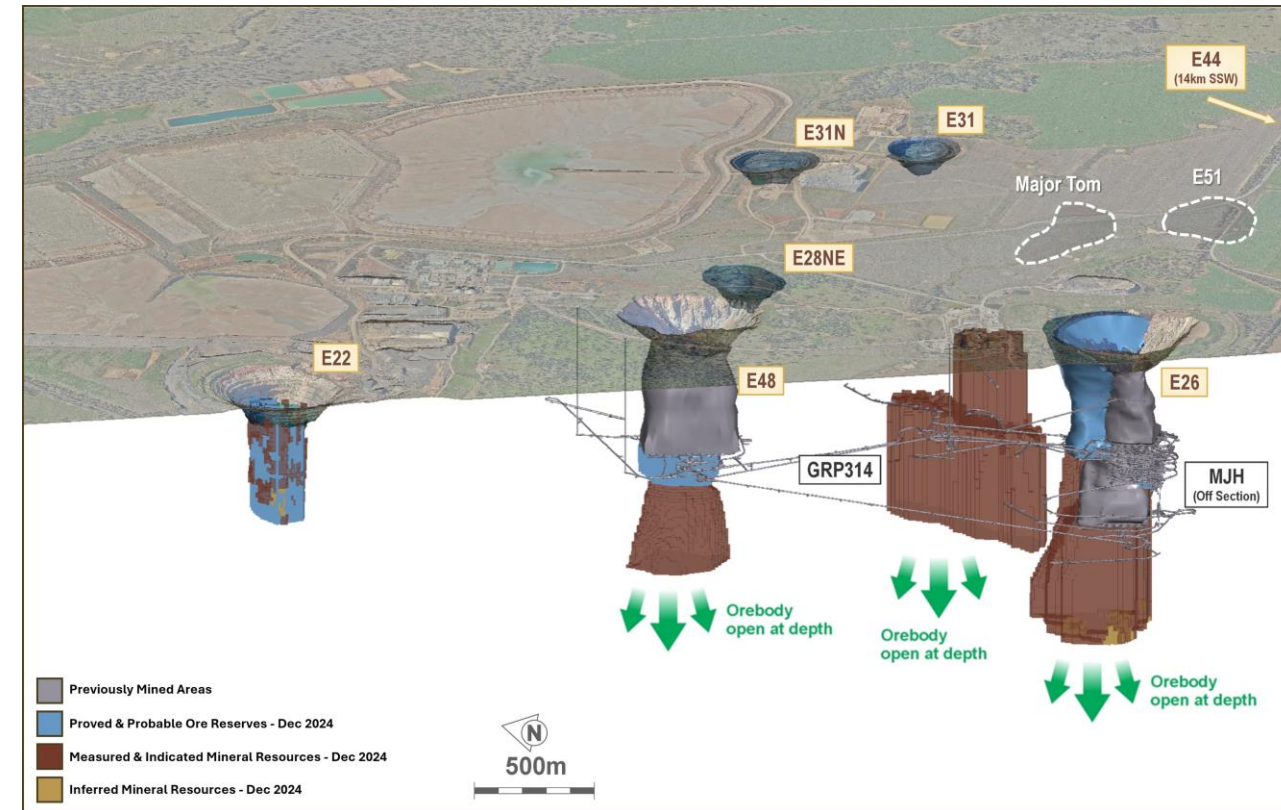 E44
(14km SSW)
E31N
E31
Major Tom
E51
E28NE
E22
E48
E26
GRP314
MJH
(Off Section)
Orebody
open at depth
Orebody
open at depth
Orebody
open at depth
Previously Mined Areas
Proved & Probable Ore Reserves - Dec 2024
Measured & Indicated Mineral Resources - Dec 2024
Inferred Mineral Resources - Dec 2024
N
500m